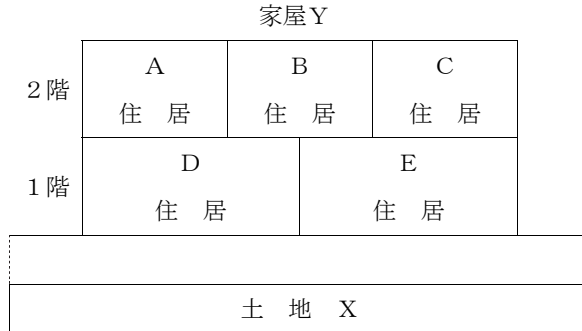 家屋Ｙ
Ａ Ｂ Ｃ
２階
住　居 住　居 住　居
Ｄ Ｅ
１階
住　居 住　居
土　地　Ｘ